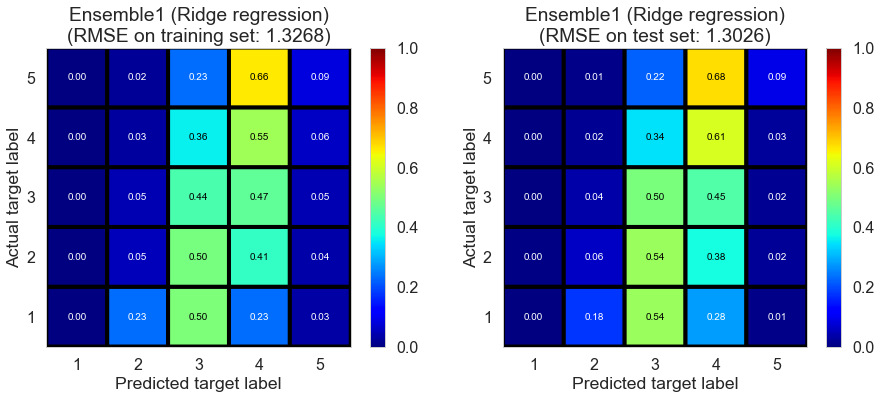 Ensemble1 (Ridge regression)
(RMSE on training set: 1.3268)
Actual target label
5
0.00 0.02 0.23 0.66 0.09
4
0.00 0.03 0.36 0.55 0.06
3
0.00 0.05 0.44 0.47 0.05
2
0.00 0.05 0.50 0.41 0.04
1
0.00 0.23 0.50 0.23 0.03
1 2 3 4 5
Predicted target label
1.0
0.8
0.6
0.4
0.2
0.0
Ensemble1 (Ridge regression)
(RMSE on test set: 1.3026)
Actual target label
5
0.00 0.01 0.22 0.68 0.09
4
0.00 0.02 0.34 0.61 0.03
3
0.00 0.04 0.50 0.45 0.02
2
0.00 0.06 0.54 0.38 0.02
1
0.00 0.18 0.54 0.28 0.01
1 2 3 4 5
Predicted target label
1.0
0.8
0.6
0.4
0.2
0.0